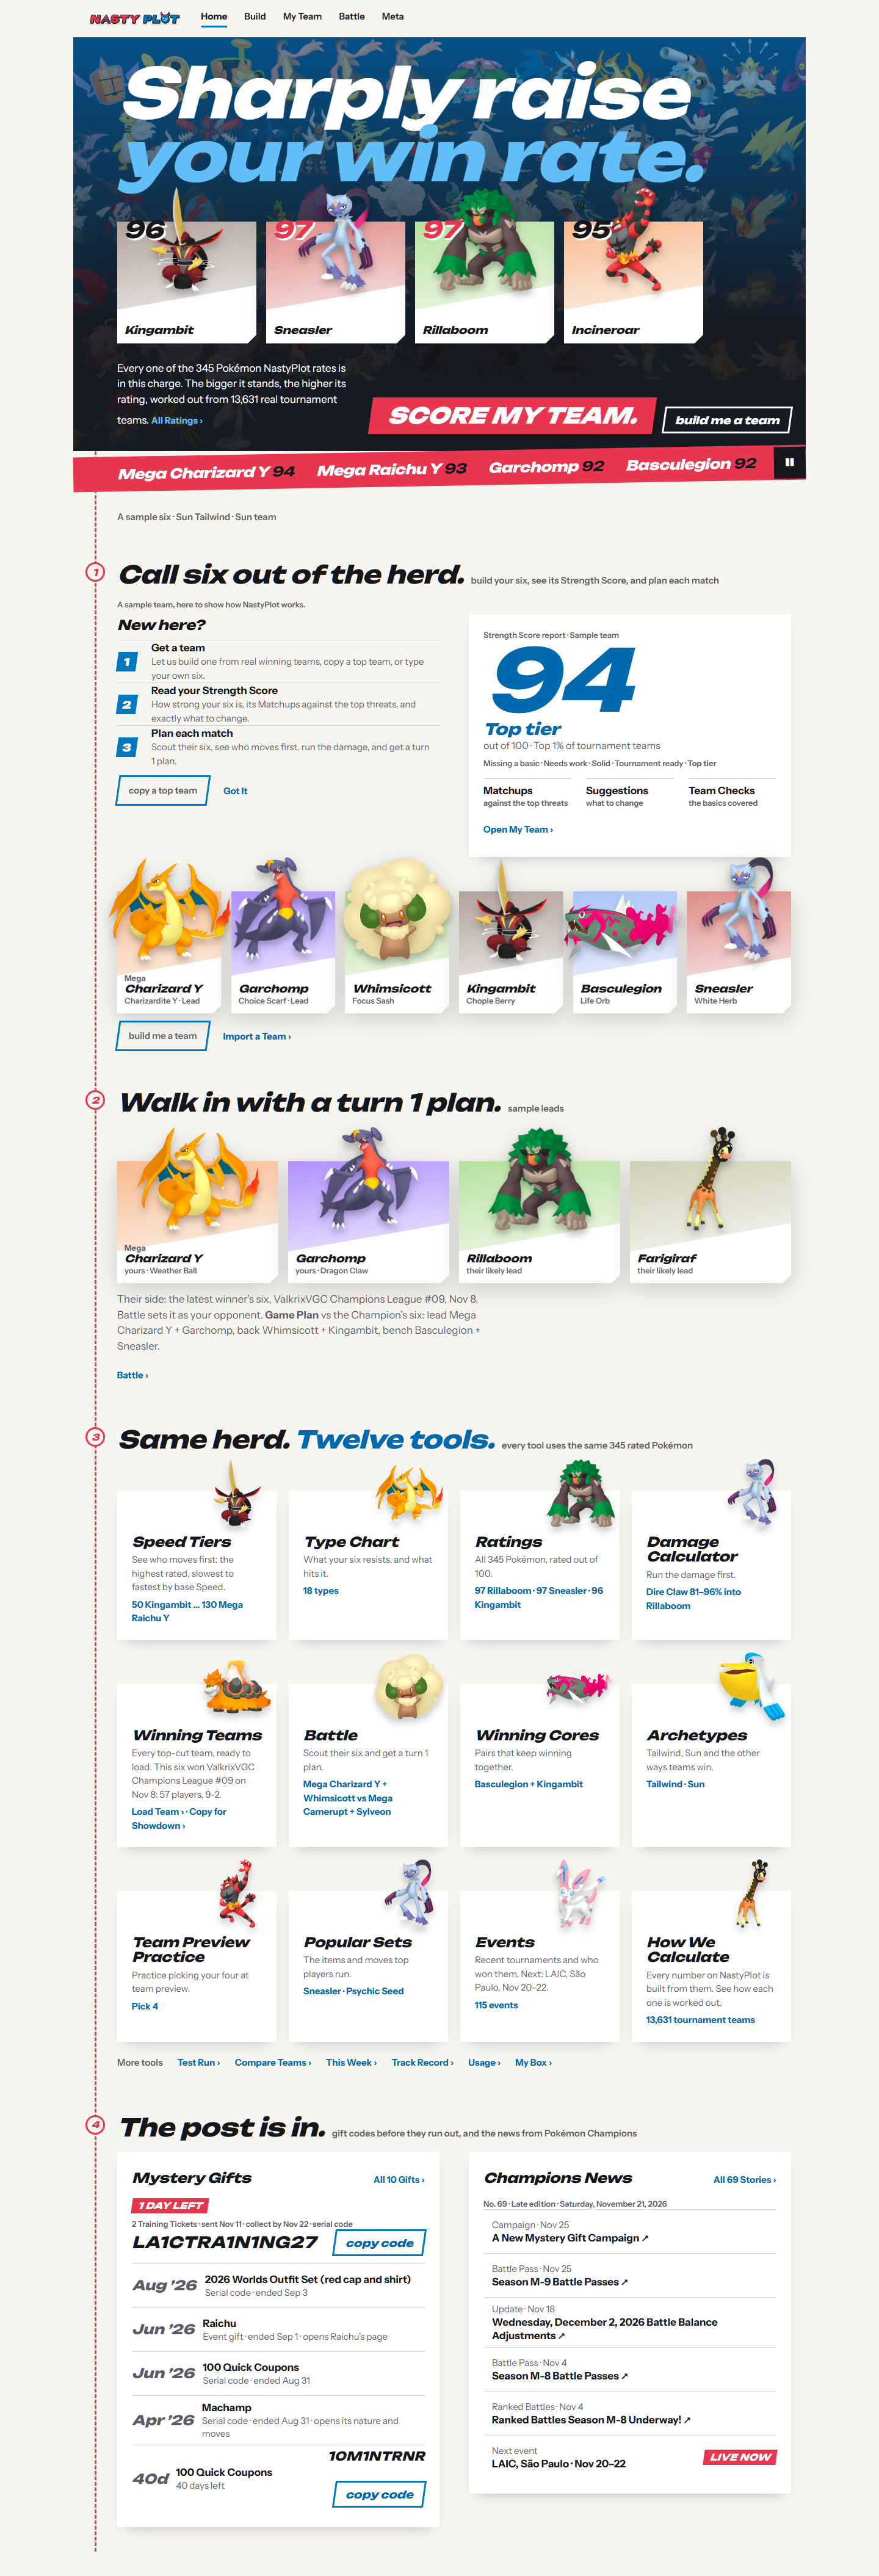 NASTY PLOT
Home
Build
My Team
Battle
Meta
Sharply raise
your win rate.
96
97
97
95
Kingambit
Sneasler
Rillaboom
Incineroar
Every one of the 345 Pokémon NastyPlot rates is
in this charge. The bigger it stands, the higher its
rating, worked out from 13,631 real tournament
teams. All Ratings ›
SCORE MY TEAM.
build me a team
Mega Charizard Y 94
Mega Raichu Y 93
Garchomp 92
Basculegion 92
A sample six · Sun Tailwind · Sun team
1
Call six out of the herd. build your six, see its Strength Score, and plan each match
A sample team, here to show how NastyPlot works.
New here?
1
Get a team
Let us build one from real winning teams, copy a top team, or type
your own six.
2
Read your Strength Score
How strong your six is, its Matchups against the top threats, and
exactly what to change.
3
Plan each match
Scout their six, see who moves first, run the damage, and get a turn
1 plan.
copy a top team
Got It
Strength Score report · Sample team
94
Top tier
out of 100 · Top 1% of tournament teams
Missing a basic · Needs work · Solid · Tournament ready · Top tier
Matchups
against the top threats
Suggestions
what to change
Team Checks
the basics covered
Open My Team ›
Mega
Charizard Y
Charizardite Y · Lead
Garchomp
Choice Scarf · Lead
Whimsicott
Focus Sash
Kingambit
Chople Berry
Basculegion
Life Orb
Sneasler
White Herb
build me a team
Import a Team ›
2
Walk in with a turn 1 plan. sample leads
Mega
Charizard Y
yours · Weather Ball
Garchomp
yours · Dragon Claw
Rillaboom
their likely lead
Farigiraf
their likely lead
Their side: the latest winner's six, ValkrixVGC Champions League #09, Nov 8.
Battle sets it as your opponent. Game Plan vs the Champion's six: lead Mega
Charizard Y + Garchomp, back Whimsicott + Kingambit, bench Basculegion +
Sneasler.
Battle ›
3
Same herd. Twelve tools. every tool uses the same 345 rated Pokémon
Speed Tiers
See who moves first: the
highest rated, slowest to
fastest by base Speed.
50 Kingambit ... 130 Mega
Raichu Y
Type Chart
What your six resists, and what
hits it.
18 types
Ratings
All 345 Pokémon, rated out of
100.
97 Rillaboom · 97 Sneasler · 96
Kingambit
Damage
Calculator
Run the damage first.
Dire Claw 81–96% into
Rillaboom
Winning Teams
Every top-cut team, ready to
load. This six won ValkrixVGC
Champions League #09 on
Nov 8: 57 players, 9-2.
Load Team › · Copy for
Showdown ›
Battle
Scout their six and get a turn 1
plan.
Mega Charizard Y +
Whimsicott vs Mega
Camerupt + Sylveon
Winning Cores
Pairs that keep winning
together.
Basculegion + Kingambit
Archetypes
Tailwind, Sun and the other
ways teams win.
Tailwind · Sun
Team Preview
Practice
Practice picking your four at
team preview.
Pick 4
Popular Sets
The items and moves top
players run.
Sneasler · Psychic Seed
Events
Recent tournaments and who
won them. Next: LAIC, São
Paulo, Nov 20–22.
115 events
How We
Calculate
Every number on NastyPlot is
built from them. See how each
one is worked out.
13,631 tournament teams
More tools
Test Run ›
Compare Teams ›
This Week ›
Track Record ›
Usage ›
My Box ›
4
The post is in. gift codes before they run out, and the news from Pokémon Champions
Mystery Gifts
All 10 Gifts ›
1 DAY LEFT
2 Training Tickets · sent Nov 11 · collect by Nov 22 · serial code
LA1CTRA1N1NG27
copy code
Aug '26
2026 Worlds Outfit Set (red cap and shirt)
Serial code · ended Sep 3
Jun '26
Raichu
Event gift · ended Sep 1 · opens Raichu's page
Jun '26
100 Quick Coupons
Serial code · ended Aug 31
Apr '26
Machamp
Serial code · ended Aug 31 · opens its nature and
moves
40d
100 Quick Coupons
40 days left
10M1NTRNR
copy code
Champions News
All 69 Stories ›
No. 69 · Late edition · Saturday, November 21, 2026
Campaign · Nov 25
A New Mystery Gift Campaign ↗
Battle Pass · Nov 25
Season M-9 Battle Passes ↗
Update · Nov 18
Wednesday, December 2, 2026 Battle Balance
Adjustments ↗
Battle Pass · Nov 4
Season M-8 Battle Passes ↗
Ranked Battles · Nov 4
Ranked Battles Season M-8 Underway! ↗
Next event
LAIC, São Paulo · Nov 20–22
LIVE NOW